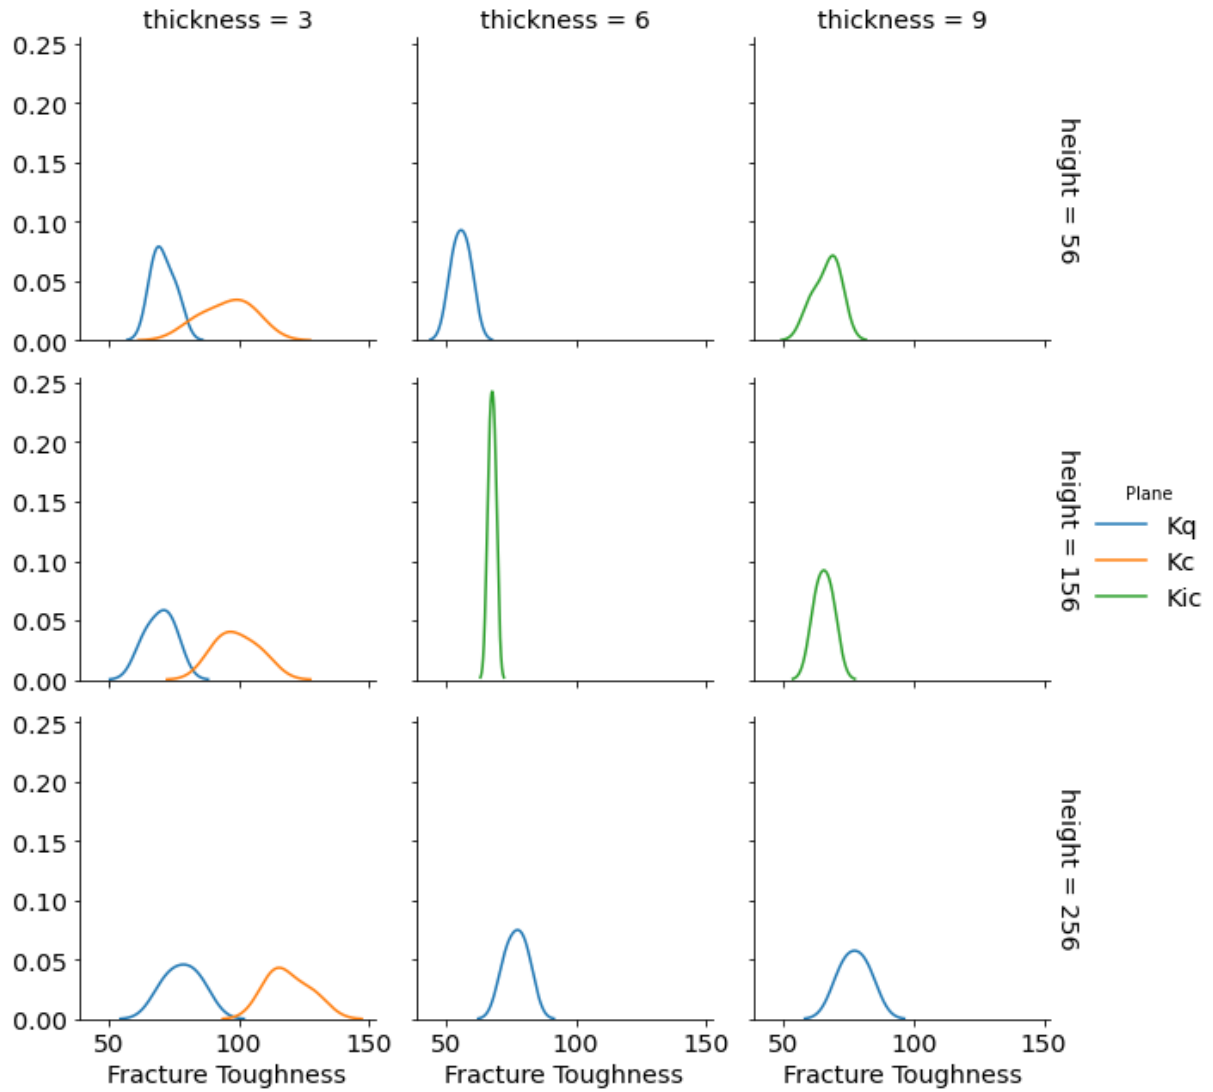 thickness = 3
thickness = 6
thickness = 9
0.25
0.20
0.15
0.10
0.05
0.00
height = 56
0.25
0.20
0.15
0.10
0.05
0.00
height = 156
Plane
Kq
Kc
Kic
0.25
0.20
0.15
0.10
0.05
0.00
height = 256
50 100 150
50 100 150
50 100 150
Fracture Toughness
Fracture Toughness
Fracture Toughness